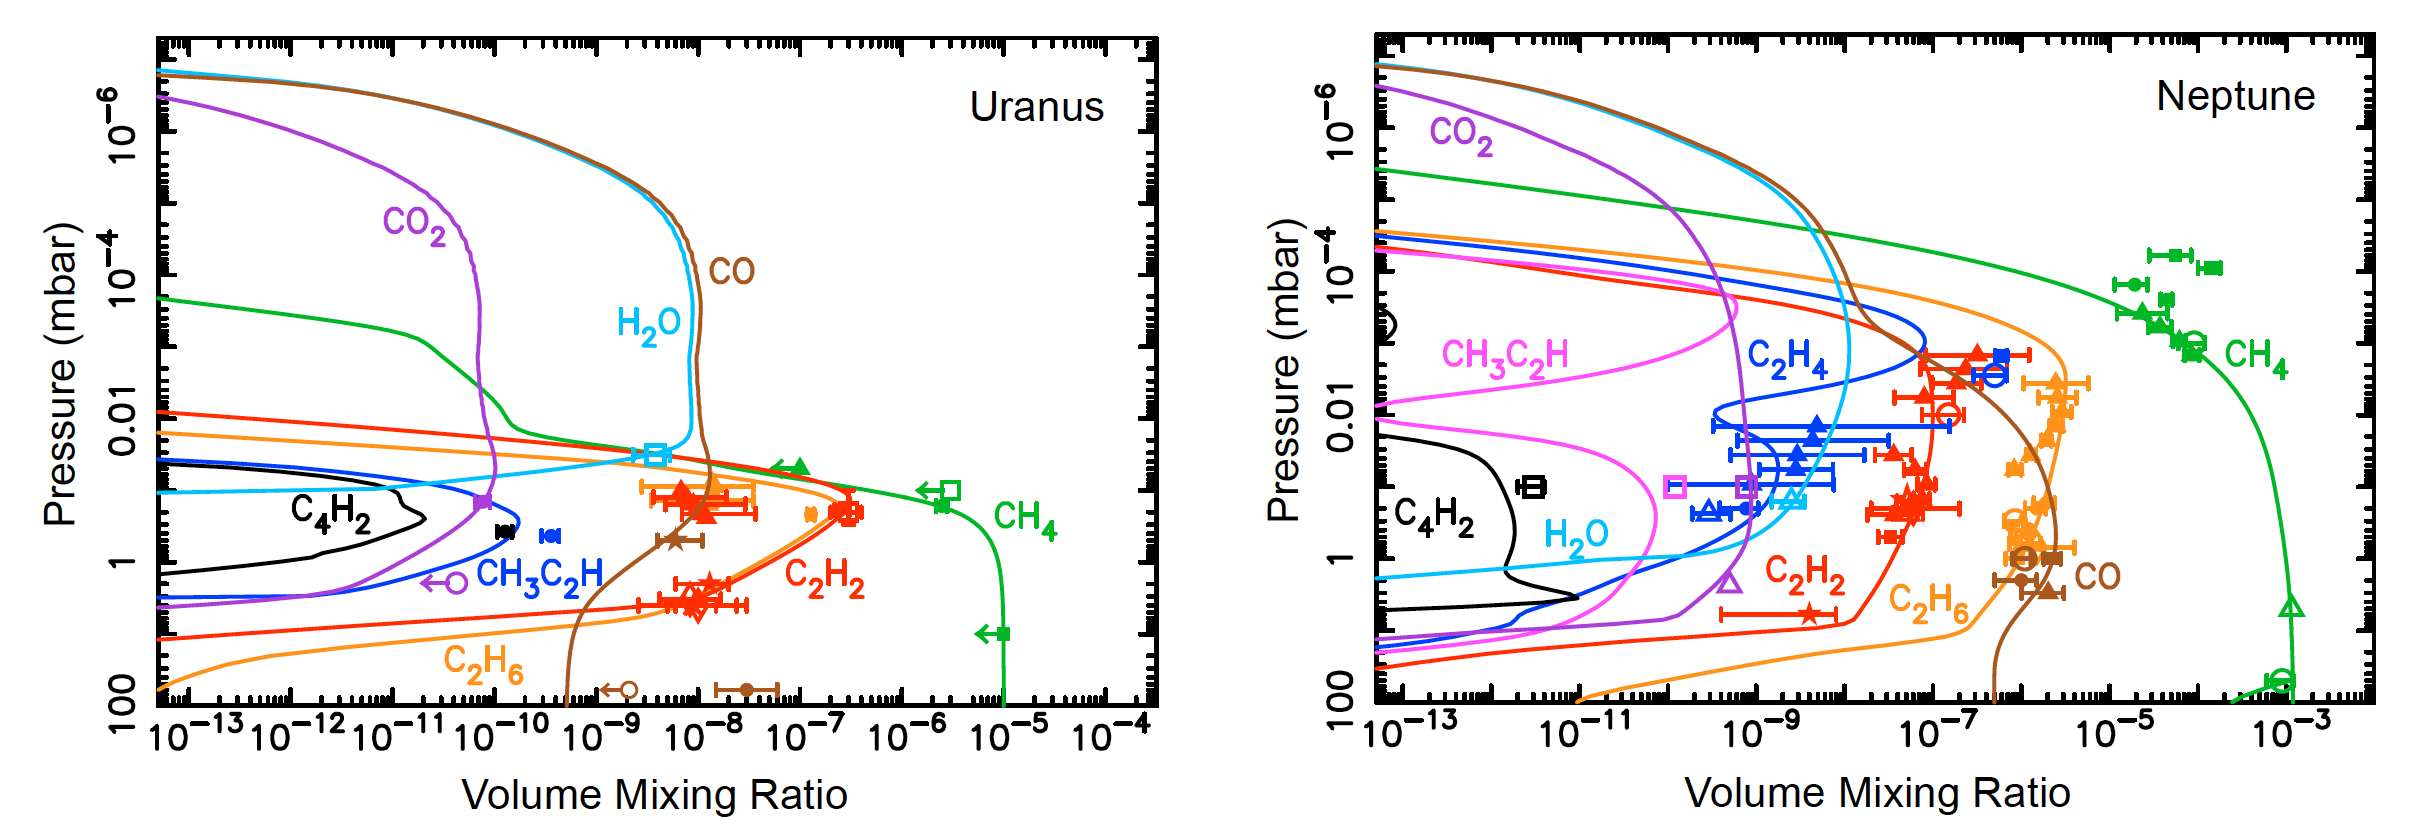 Uranus
Pressure (mbar)
10⁻⁶
10⁻⁴
0.01
1
100
CO₂
CO
H₂O
C₄H₂
CH₃C₂H
CH₄
C₂H₂
C₂H₆
10⁻¹³ 10⁻¹² 10⁻¹¹ 10⁻¹⁰ 10⁻⁹ 10⁻⁸ 10⁻⁷ 10⁻⁶ 10⁻⁵ 10⁻⁴
Volume Mixing Ratio
Neptune
Pressure (mbar)
10⁻⁶
10⁻⁴
0.01
1
100
CO₂
CH₃C₂H
C₂H₄
CH₄
C₄H₂
H₂O
C₂H₂
C₂H₆
CO
10⁻¹³ 10⁻¹¹ 10⁻⁹ 10⁻⁷ 10⁻⁵ 10⁻³
Volume Mixing Ratio